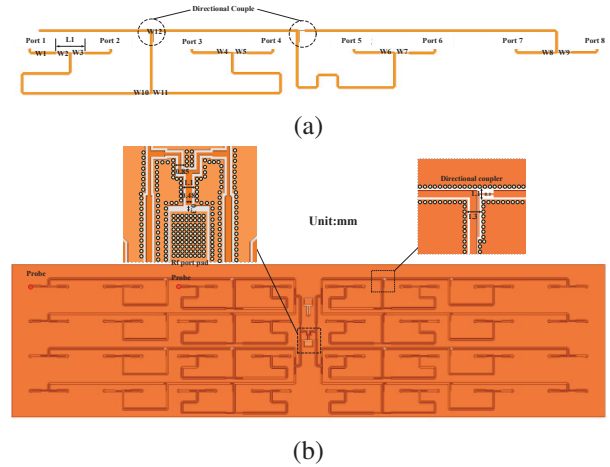 Directional Couple
Port 1 L1 Port 2 W12 Port 3 Port 4 Port 5 Port 6 Port 7 Port 8
W1 W2 W3 W4 W5 W6 W7 W8 W9
W10 W11
(a)
0.85
Directional coupler
Unit:mm
Rf port pad
Probe Probe
(b)